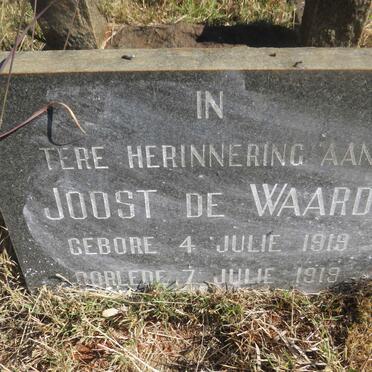 IN
TERE HERINNERING AAN
JOOST DE WAARD
GEBORE 4 JULIE 1919
OORLEDE 7 JULIE 1919